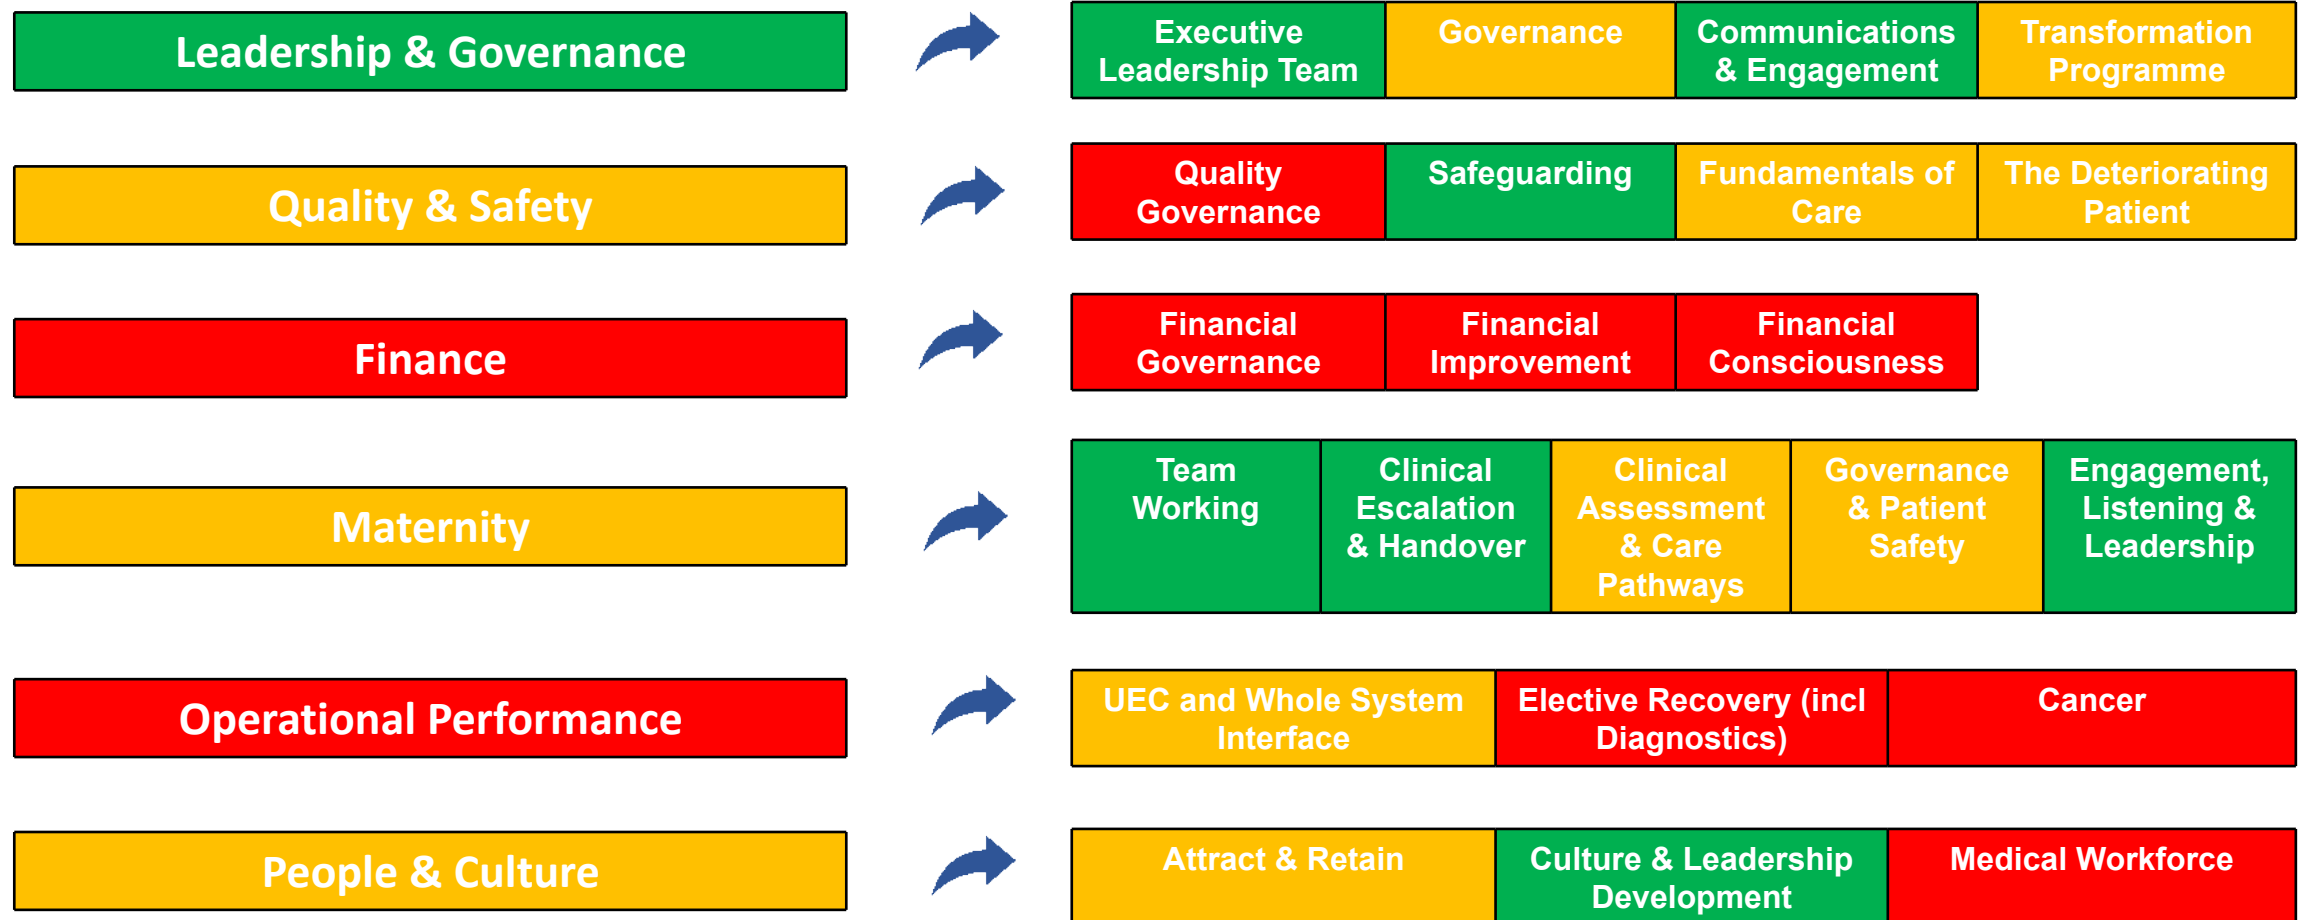 Leadership & Governance
Executive
Leadership Team
Governance
Communications
& Engagement
Transformation
Programme
Quality & Safety
Quality
Governance
Safeguarding
Fundamentals of
Care
The Deteriorating
Patient
Finance
Financial
Governance
Financial
Improvement
Financial
Consciousness
Maternity
Team
Working
Clinical
Escalation
& Handover
Clinical
Assessment
& Care
Pathways
Governance
& Patient
Safety
Engagement,
Listening &
Leadership
Operational Performance
UEC and Whole System
Interface
Elective Recovery (incl
Diagnostics)
Cancer
People & Culture
Attract & Retain
Culture & Leadership
Development
Medical Workforce